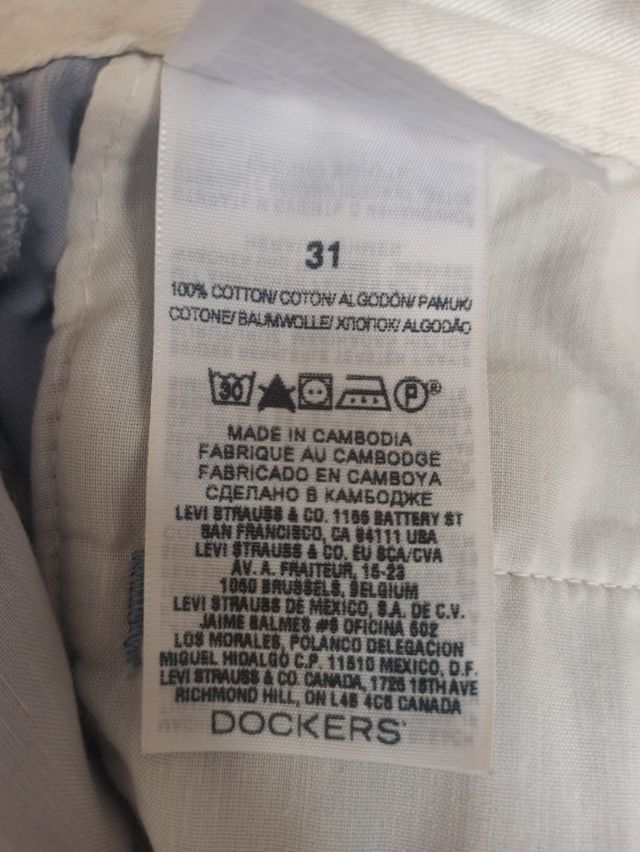 31
100% COTTON/ COTON/ ALGODÓN/ PAMUK/
COTONE/ BAUMWOLLE/ ХЛОПОК/ ALGODÃO
30
P®
MADE IN CAMBODIA
FABRIQUE AU CAMBODGE
FABRICADO EN CAMBOYA
СДЕЛАНО В КАМБОДЖЕ
LEVI STRAUSS & CO. 1155 BATTERY ST
SAN FRANCISCO, CA 94111 USA
LEVI STRAUSS & CO. EU SCA/CVA
AV. A. FRAITEUR, 15-23
1050 BRUSSELS, BELGIUM
LEVI STRAUSS DE MEXICO, S.A. DE C.V.
JAIME BALMES #8 OFICINA 602
LOS MORALES, POLANCO DELEGACION
MIGUEL HIDALGO C.P. 11510 MEXICO, D.F.
LEVI STRAUSS & CO. CANADA, 1725 16TH AVE
RICHMOND HILL, ON L4B 4C6 CANADA
DOCKERS